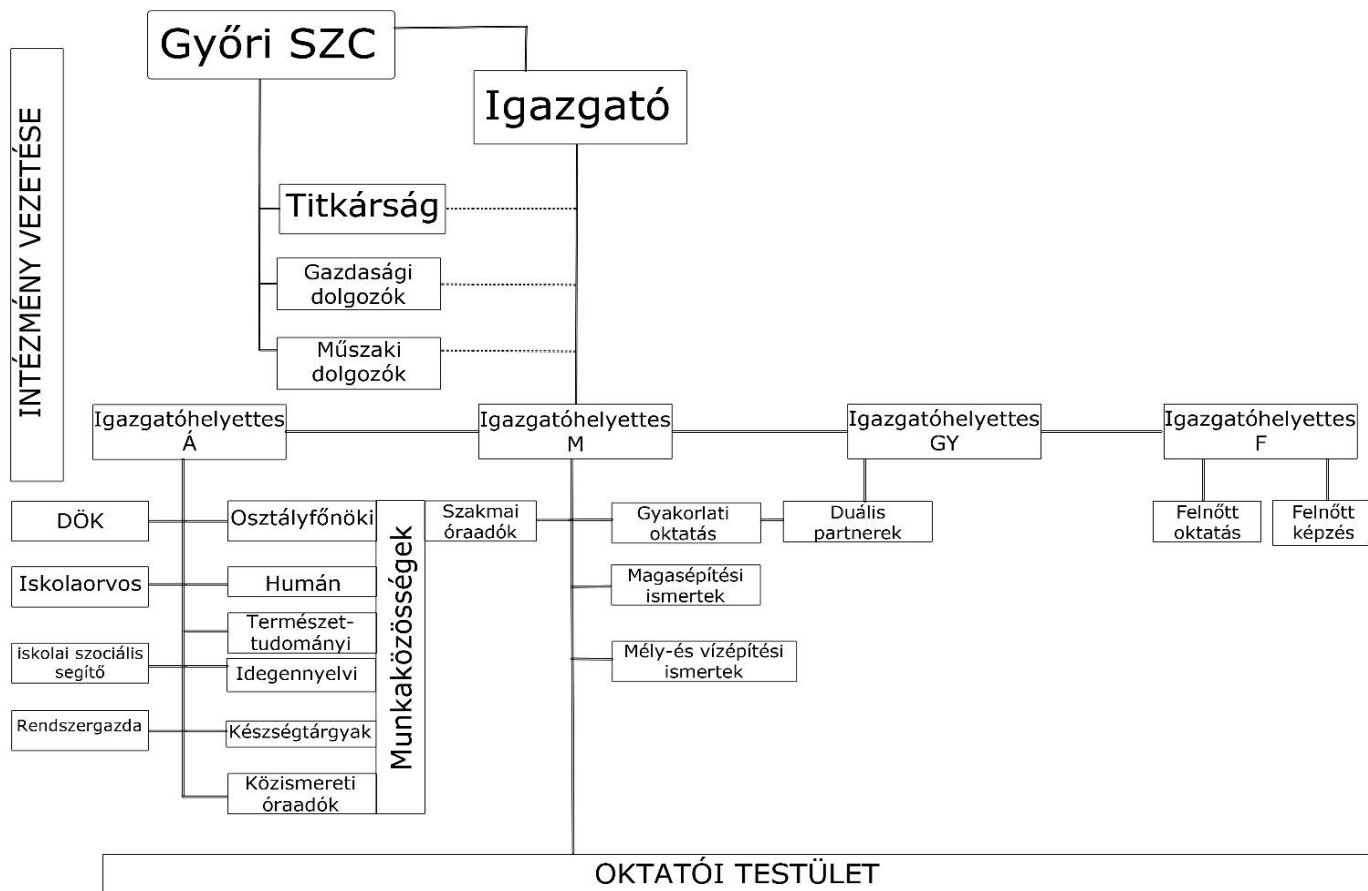 Győri SZC
Igazgató
INTÉZMÉNY VEZETÉSE
Titkárság
Gazdasági
dolgozók
Műszaki
dolgozók
Igazgatóhelyettes
Á
Igazgatóhelyettes
M
Igazgatóhelyettes
GY
Igazgatóhelyettes
F
DÖK
Osztályfőnöki
Iskolaorvos
Humán
Természet-
tudományi
iskolai szociális
segítő
Idegennyelvi
Rendszergazda
Készségtárgyak
Közismereti
óraadók
Munkaközösségek
Szakmai
óraadók
Gyakorlati
oktatás
Duális
partnerek
Magasépítési
ismertek
Mély-és vízépítési
ismertek
Felnőtt
oktatás
Felnőtt
képzés
OKTATÓI TESTÜLET